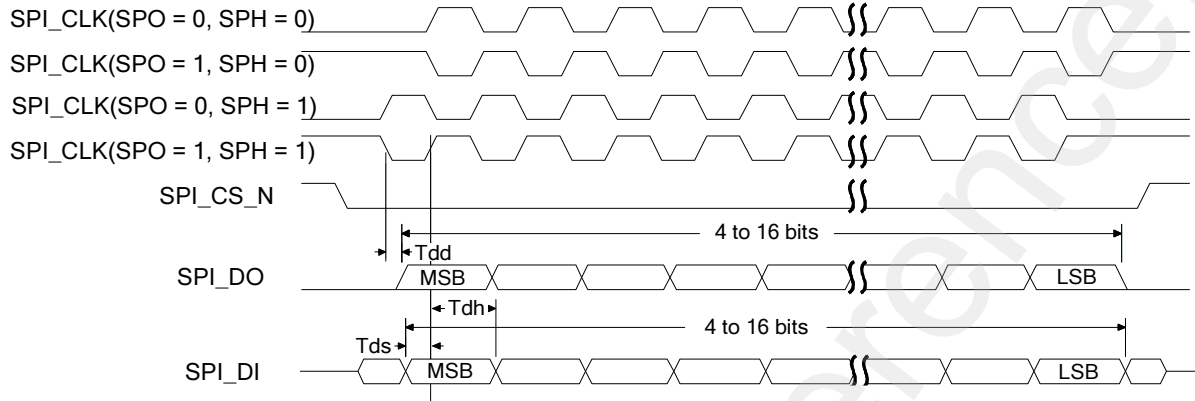 SPI_CLK(SPO = 0, SPH = 0)
SPI_CLK(SPO = 1, SPH = 0)
SPI_CLK(SPO = 0, SPH = 1)
SPI_CLK(SPO = 1, SPH = 1)
SPI_CS_N
4 to 16 bits
Tdd
SPI_DO
MSB
LSB
Tdh
4 to 16 bits
Tds
SPI_DI
MSB
LSB